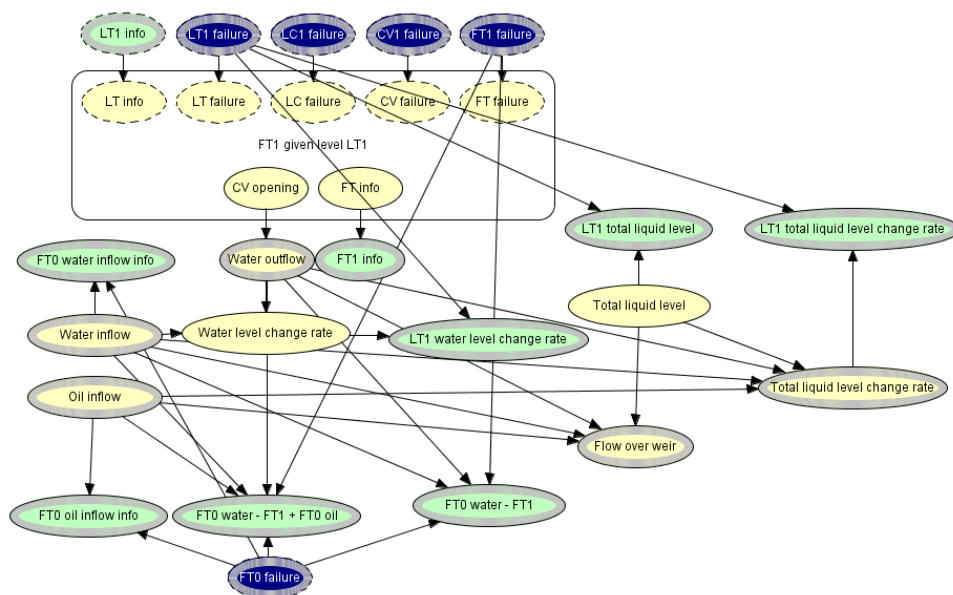 LT1 info
LT1 failure
LC1 failure
CV1 failure
FT1 failure
LT info
LT failure
LC failure
CV failure
FT failure
FT1 given level LT1
CV opening
FT info
LT1 total liquid level
LT1 total liquid level change rate
FT0 water inflow info
Water outflow
FT1 info
Total liquid level
Water inflow
Water level change rate
LT1 water level change rate
Total liquid level change rate
Oil inflow
Flow over weir
FT0 oil inflow info
FT0 water - FT1 + FT0 oil
FT0 water - FT1
FT0 failure